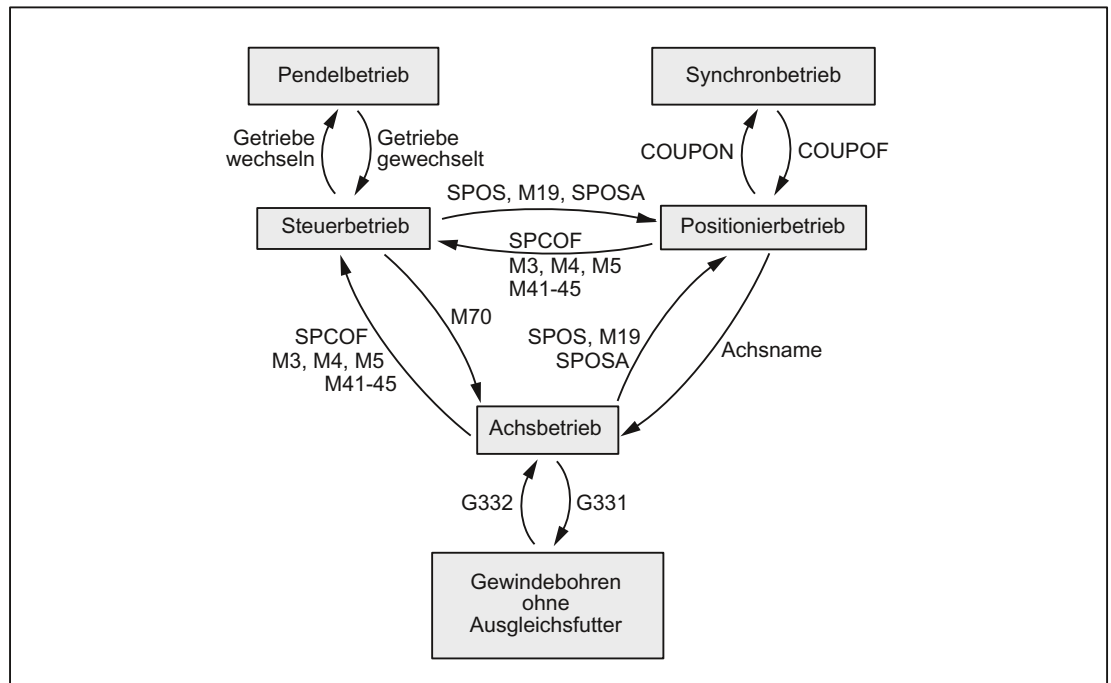 Pendelbetrieb
Synchronbetrieb
Getriebe
wechseln
Getriebe
gewechselt
COUPON
COUPOF
SPOS, M19, SPOSA
Steuerbetrieb
Positionierbetrieb
SPCOF
M3, M4, M5
M41-45
M70
SPCOF
M3, M4, M5
M41-45
SPOS, M19
SPOSA
Achsname
Achsbetrieb
G332
G331
Gewindebohren
ohne
Ausgleichsfutter